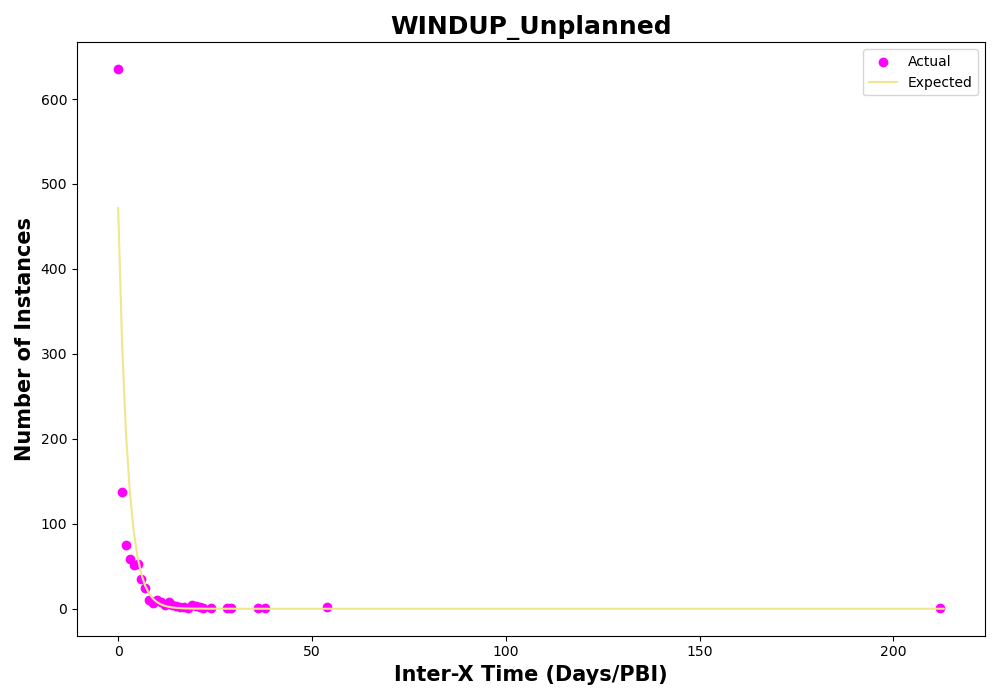 WINDUP_Unplanned
Actual
Expected
Number of Instances
600
500
400
300
200
100
0
0 50 100 150 200
Inter-X Time (Days/PBI)